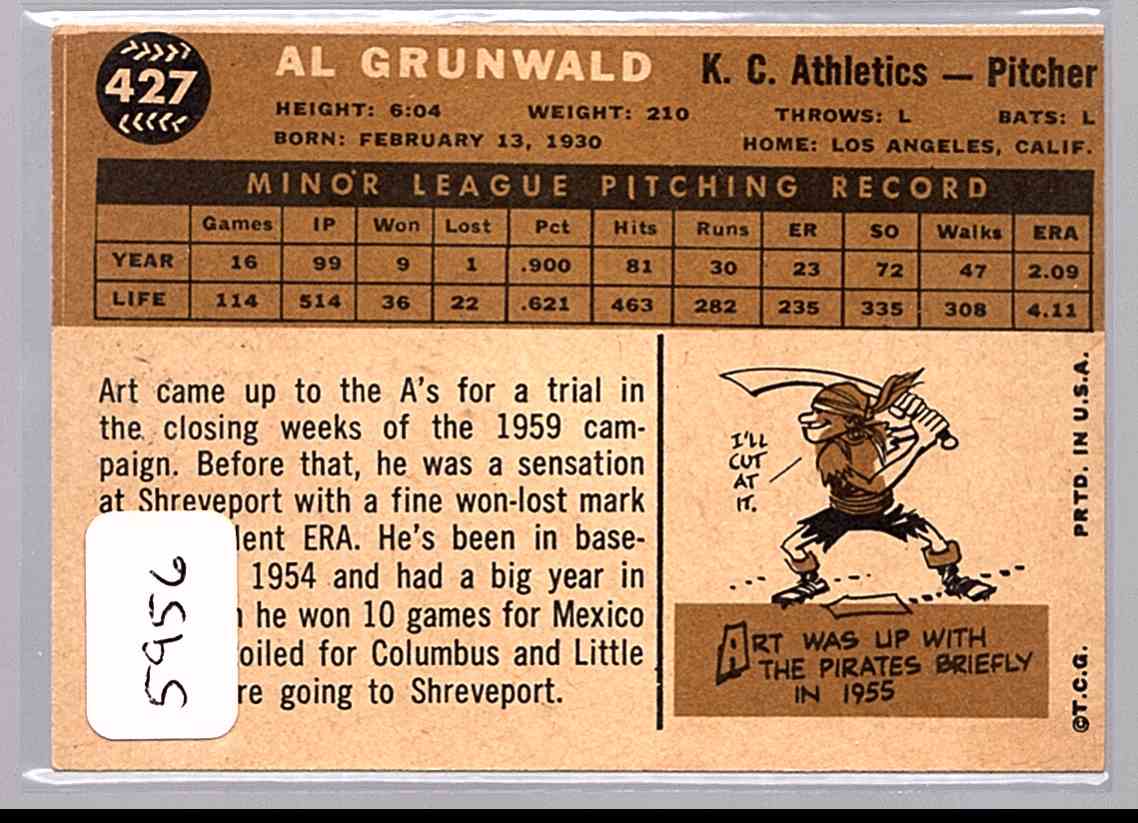 427
AL GRUNWALD
K. C. Athletics — Pitcher
HEIGHT: 6:04 WEIGHT: 210 THROWS: L BATS: L
BORN: FEBRUARY 13, 1930 HOME: LOS ANGELES, CALIF.
MINOR LEAGUE PITCHING RECORD
Games IP Won Lost Pct Hits Runs ER SO Walks ERA
YEAR 16 99 9 1 .900 81 30 23 72 47 2.09
LIFE 114 514 36 22 .621 463 282 235 335 308 4.11
Art came up to the A's for a trial in
the closing weeks of the 1959 cam-
paign. Before that, he was a sensation
at Shreveport with a fine won-lost mark
lent ERA. He's been in base-
1954 and had a big year in
he won 10 games for Mexico
oiled for Columbus and Little
re going to Shreveport.
5956
I'LL
CUT
AT
IT.
ART WAS UP WITH
THE PIRATES BRIEFLY
IN 1955
©T.C.G. PRTD. IN U.S.A.